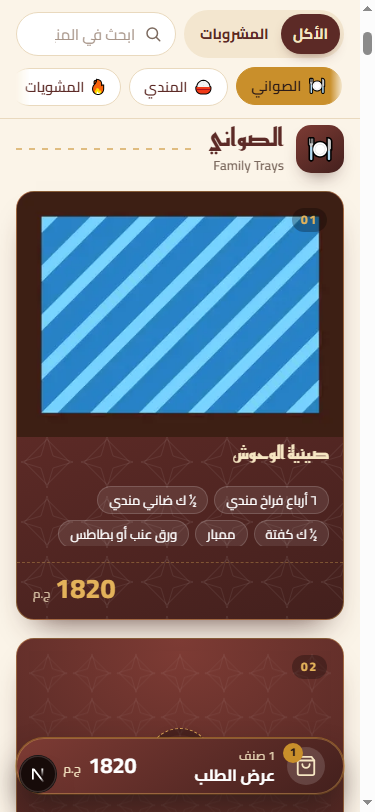 الأكل
المشروبات
ابحث في المن
الصواني
المندي
المشويات
الصواني
Family Trays
01
صينية الوحوش
٦ أرباع فراخ مندي
½ ك ضاني مندي
½ ك كفتة
ممبار
ورق عنب أو بطاطس
1820 ج.م
02
1
1 صنف
عرض الطلب
1820 ج.م
N